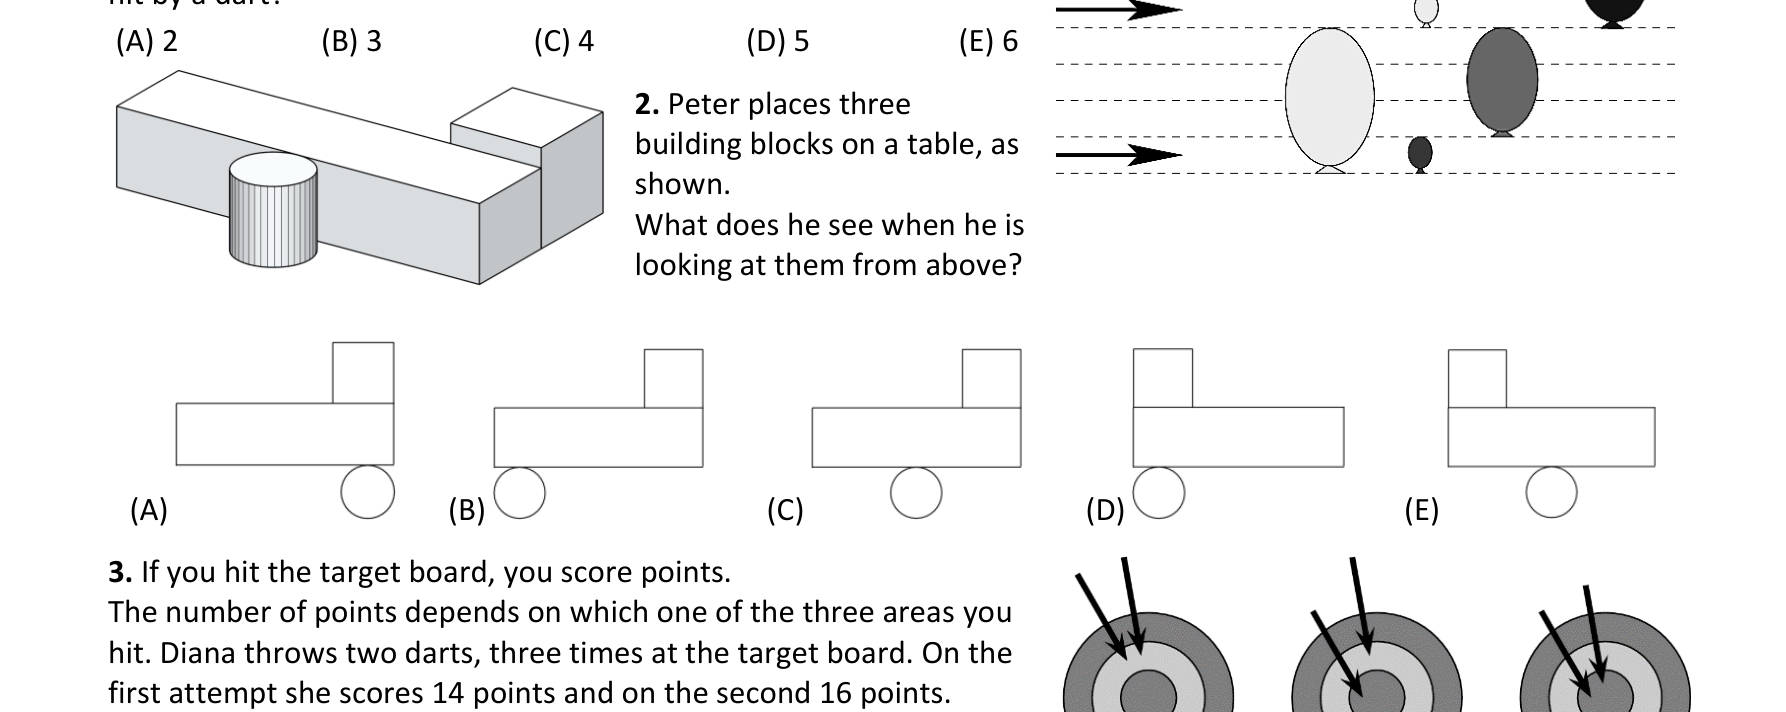 hit by a dart?
(A) 2 (B) 3 (C) 4 (D) 5 (E) 6
2. Peter places three
building blocks on a table, as
shown.
What does he see when he is
looking at them from above?
(A) (B) (C) (D) (E)
3. If you hit the target board, you score points.
The number of points depends on which one of the three areas you
hit. Diana throws two darts, three times at the target board. On the
first attempt she scores 14 points and on the second 16 points.